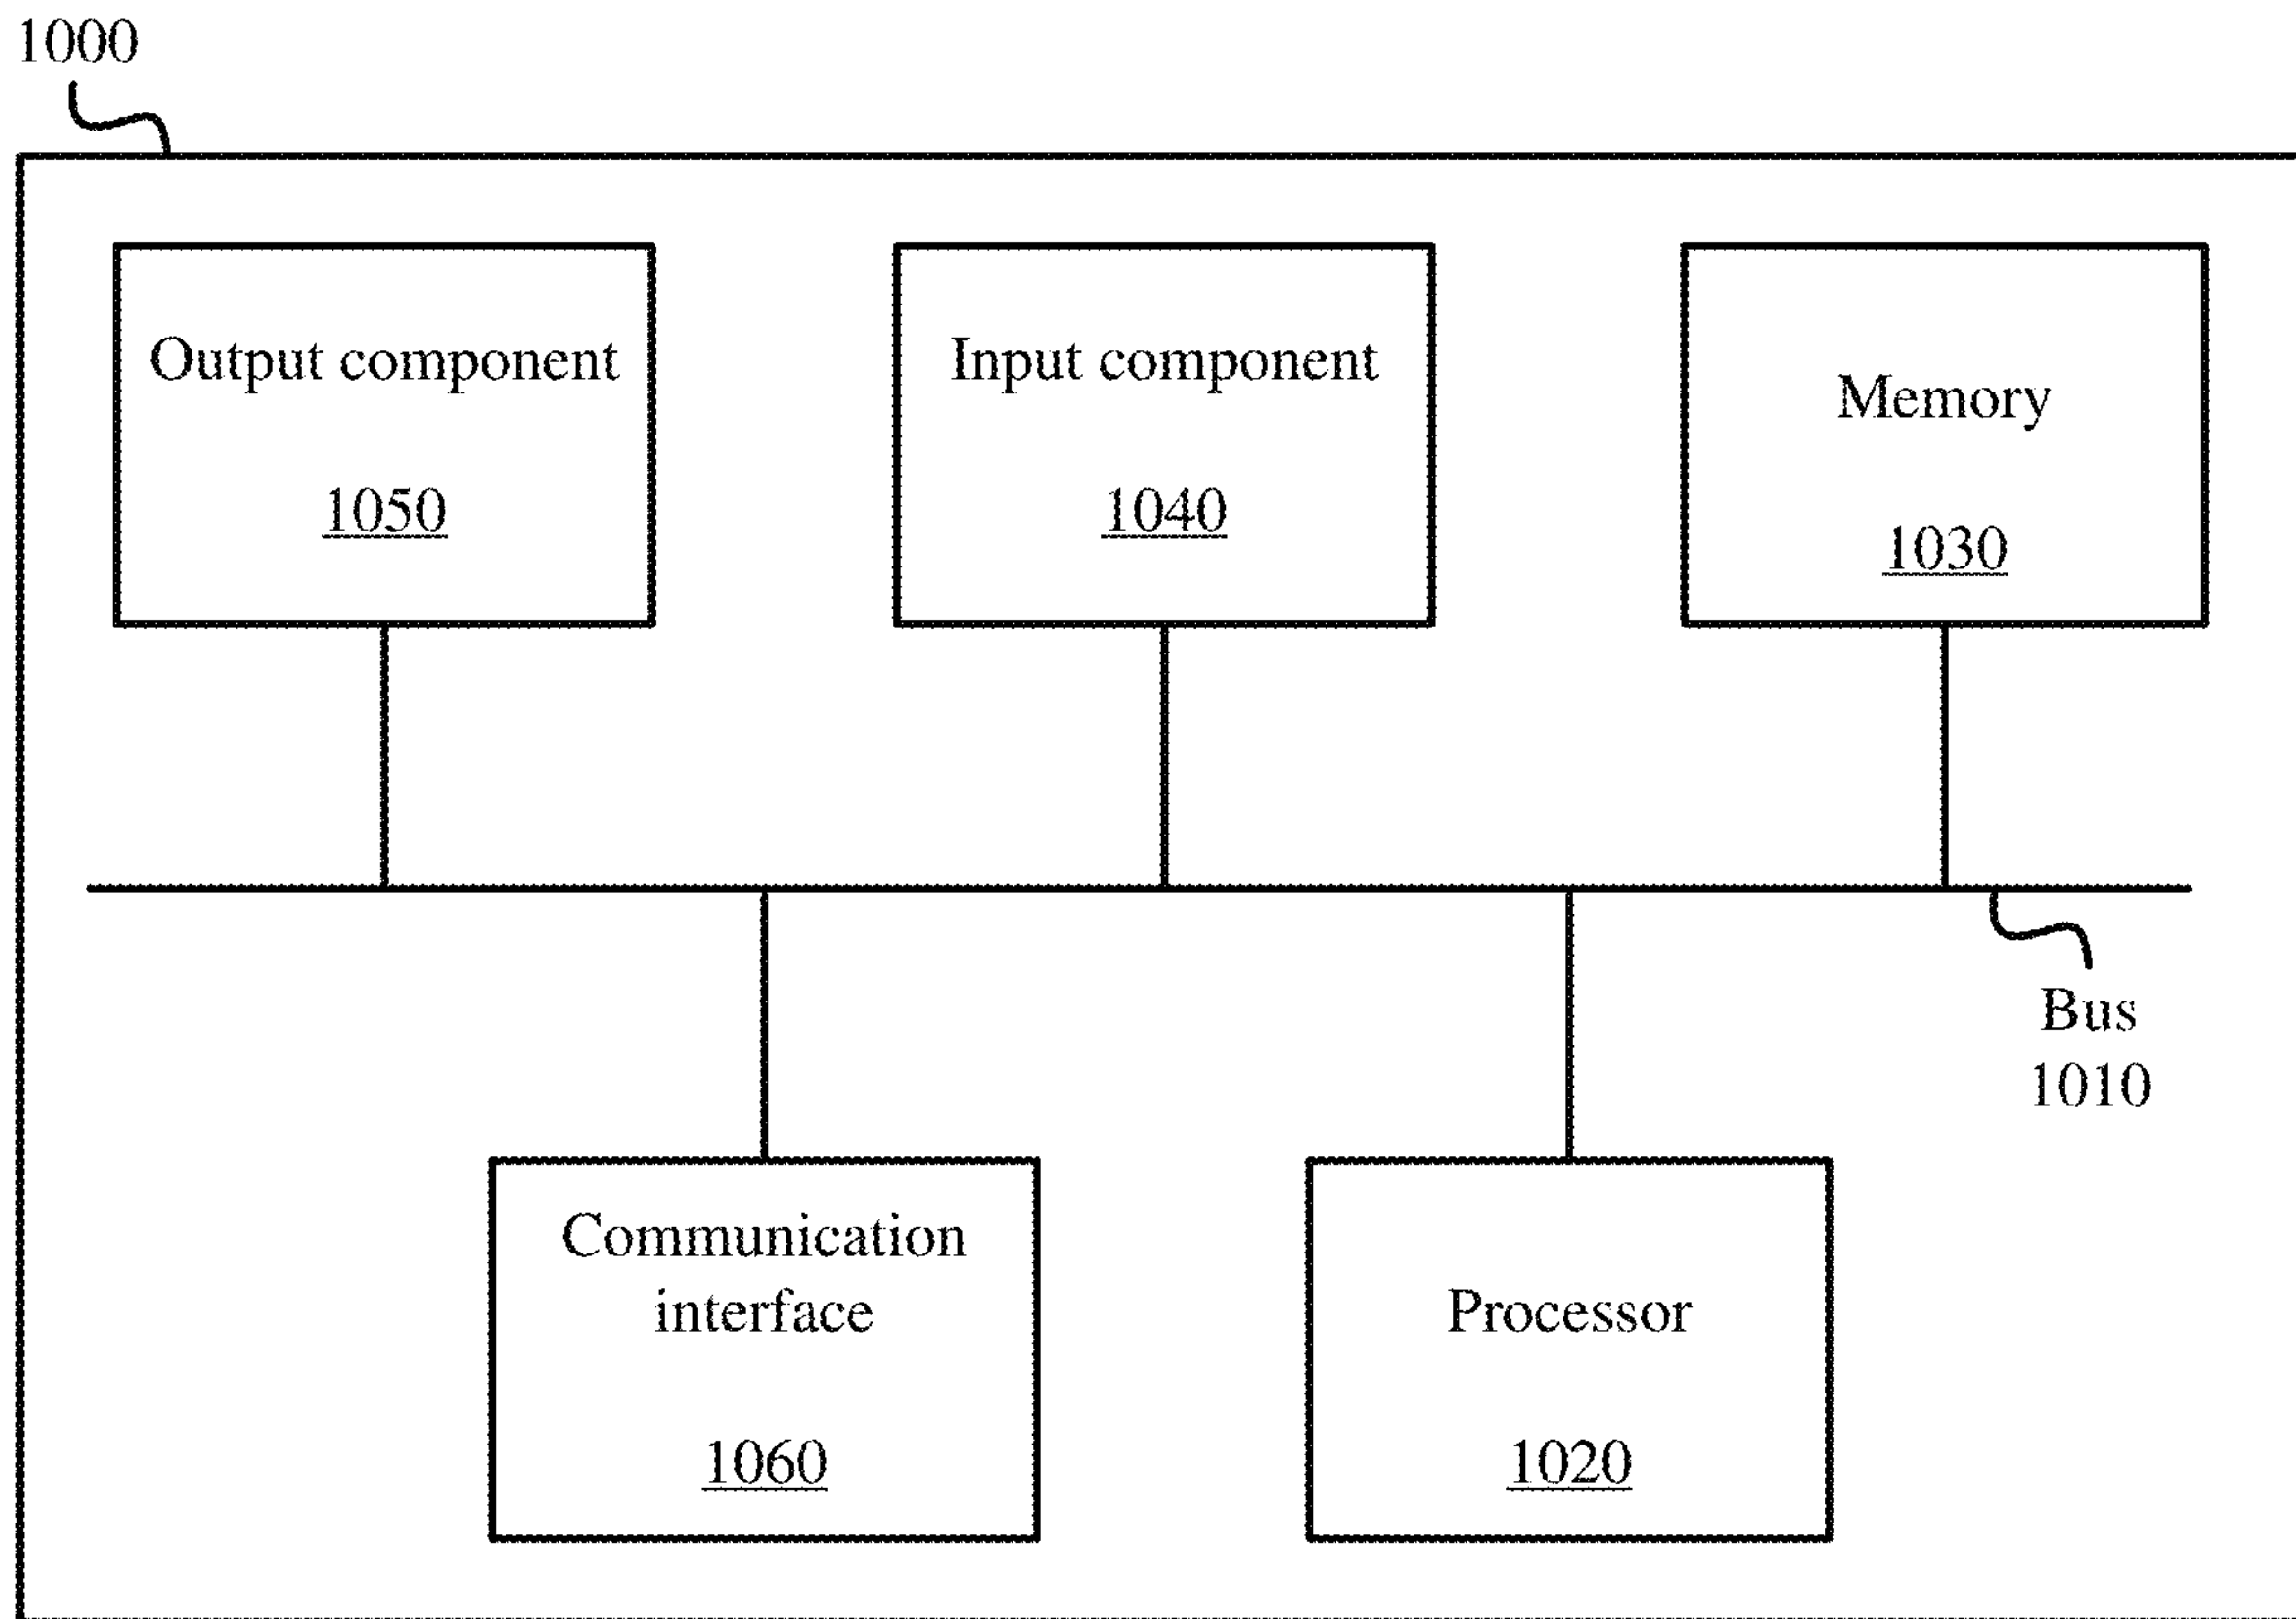 1000
Output component
1050
Input component
1040
Memory
1030
Bus
1010
Communication
interface
1060
Processor
1020